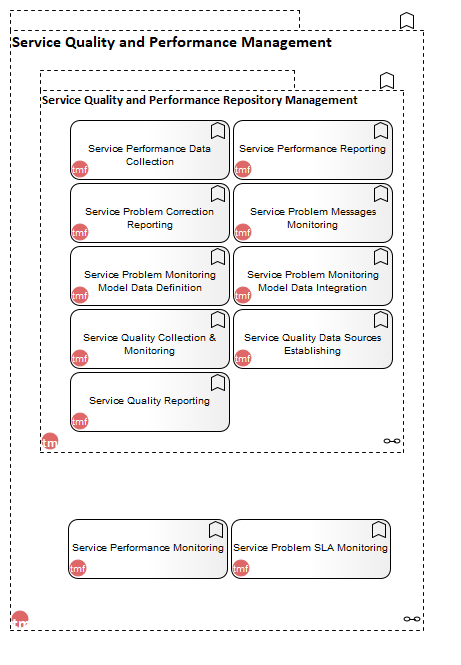 Service Quality and Performance Management
Service Quality and Performance Repository Management
Service Performance Data
Collection
tmf
Service Performance Reporting
tmf
Service Problem Correction
Reporting
tmf
Service Problem Messages
Monitoring
tmf
Service Problem Monitoring
Model Data Definition
tmf
Service Problem Monitoring
Model Data Integration
tmf
Service Quality Collection &
Monitoring
tmf
Service Quality Data Sources
Establishing
tmf
Service Quality Reporting
tmf
tm
Service Performance Monitoring
tmf
Service Problem SLA Monitoring
tmf
tm